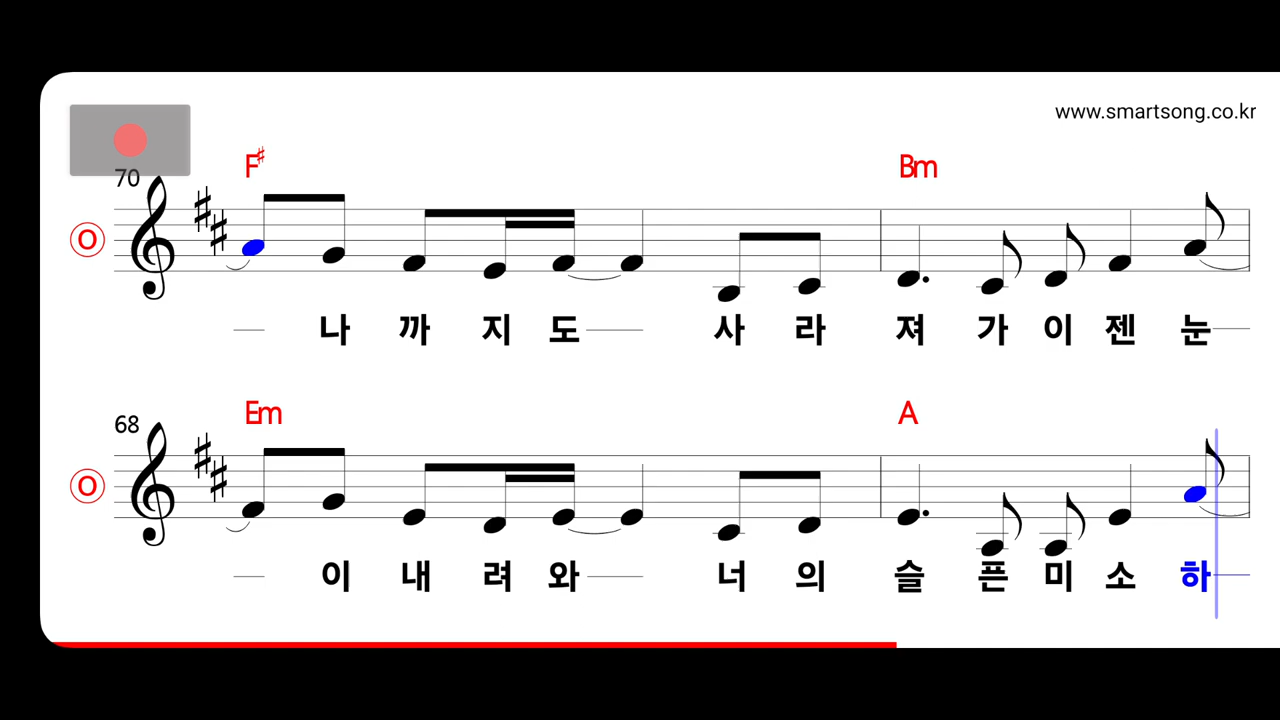 www.smartsong.co.kr
70
F♯ Bm
O
나 까 지 도 사 라 져 가 이 젠 눈
68
Em A
O
이 내 려 와 너 의 슬 픈 미 소 하